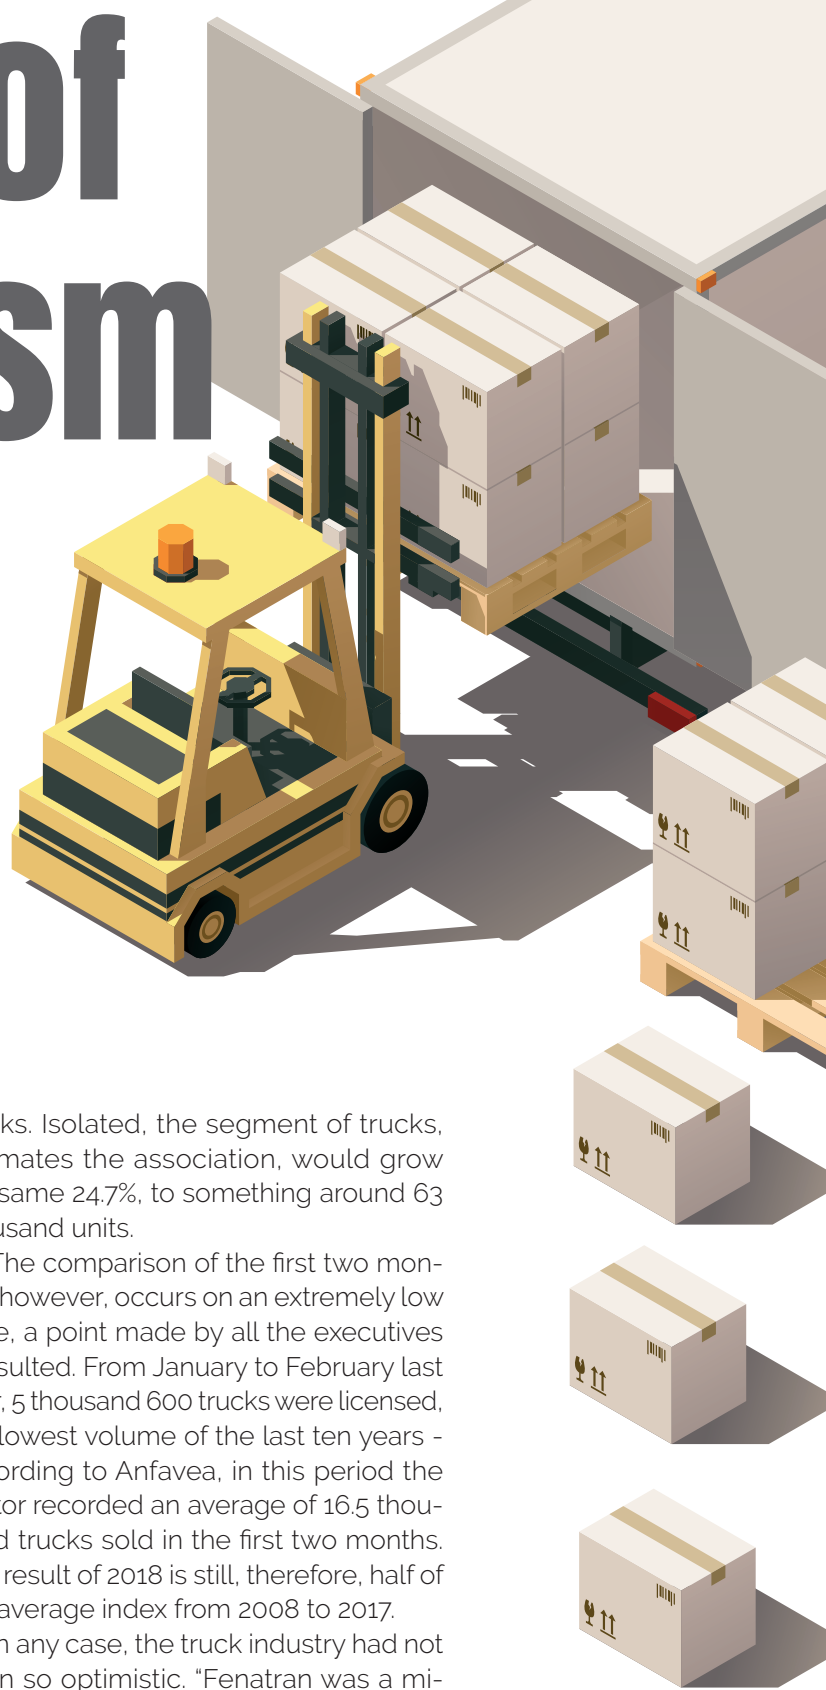 of
sm
ks. Isolated, the segment of trucks,
mates the association, would grow
same 24.7%, to something around 63
usand units.
The comparison of the first two mon-
however, occurs on an extremely low
e, a point made by all the executives
sulted. From January to February last
r, 5 thousand 600 trucks were licensed,
lowest volume of the last ten years -
ording to Anfavea, in this period the
tor recorded an average of 16.5 thou-
d trucks sold in the first two months.
result of 2018 is still, therefore, half of
average index from 2008 to 2017.
n any case, the truck industry had not
n so optimistic. “Fenatran was a mi-